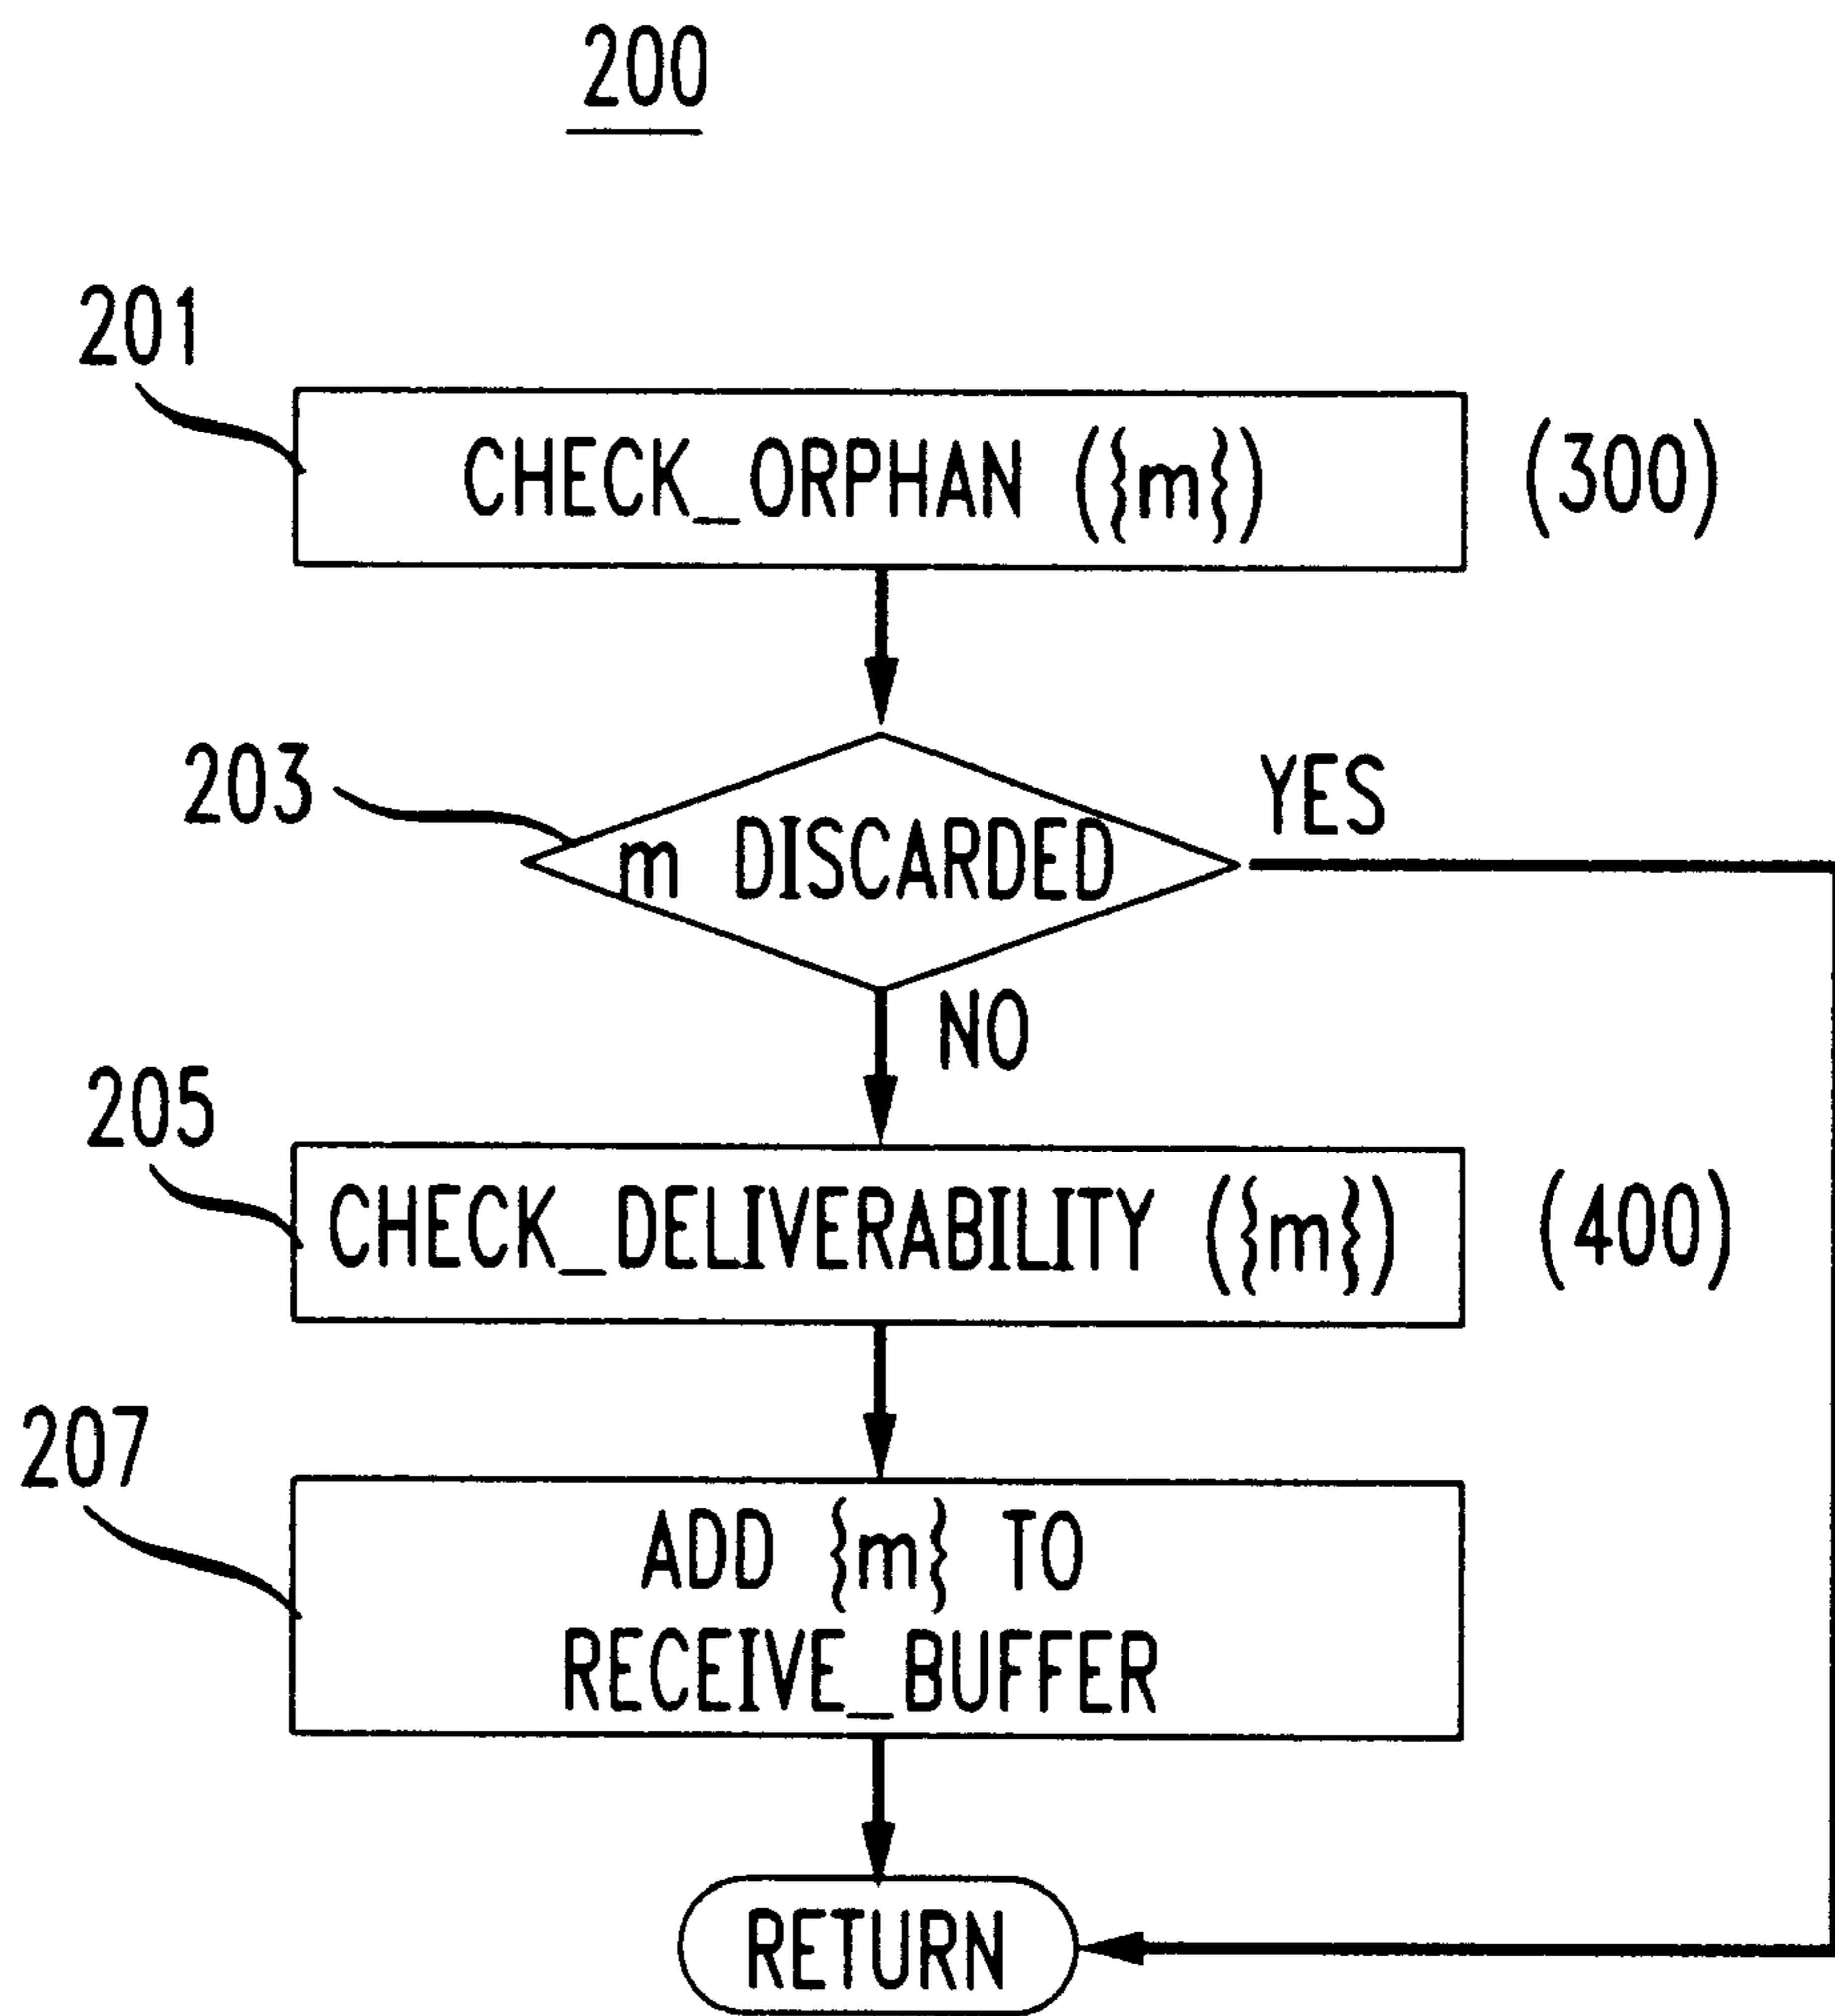 200
201
CHECK_ORPHAN ({m})
(300)
203
m DISCARDED
YES
NO
205
CHECK_DELIVERABILITY ({m})
(400)
207
ADD {m} TO
RECEIVE_BUFFER
RETURN